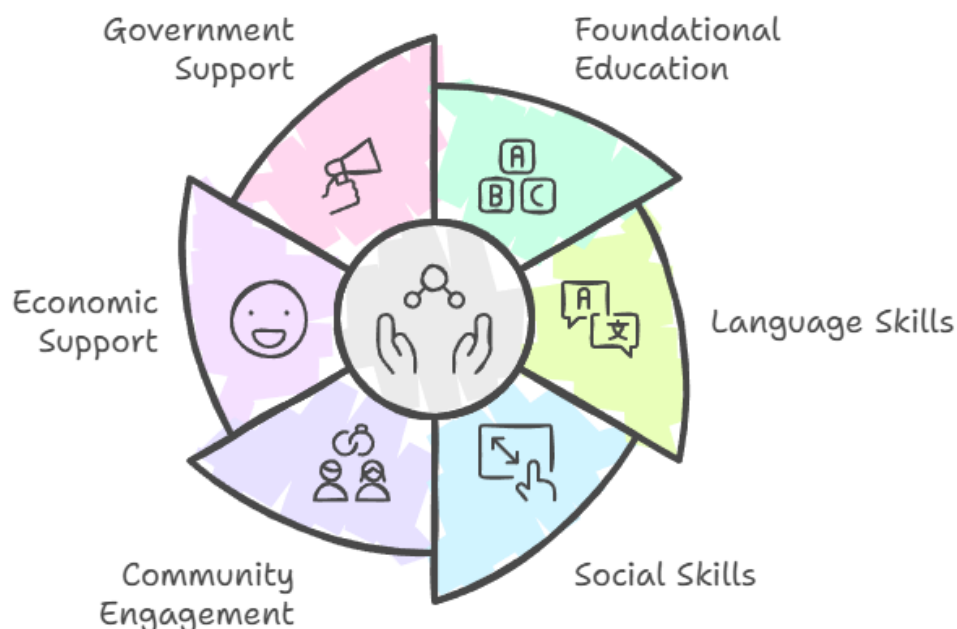 Government
Support
Foundational
Education
A
B C
A
文
Language Skills
Economic
Support
Community
Engagement
Social Skills